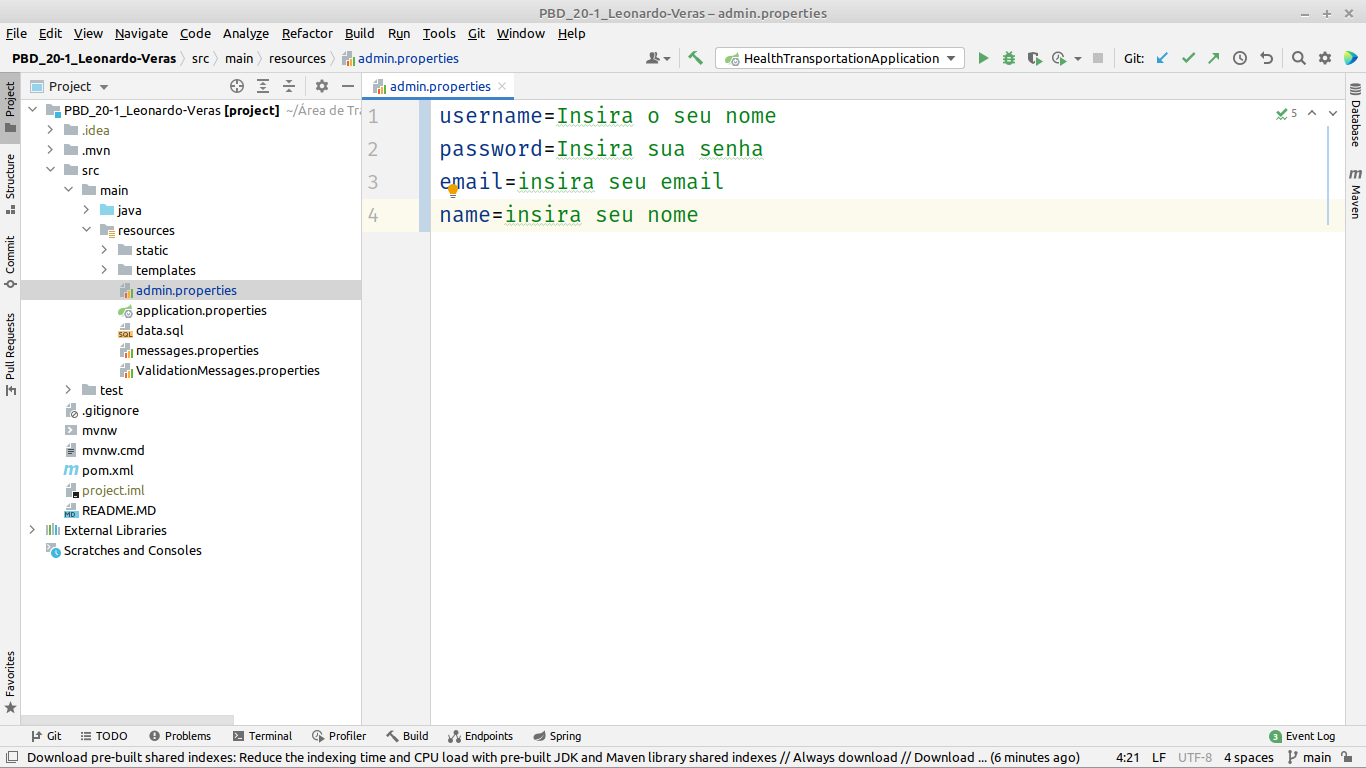 PBD_20-1_Leonardo-Veras – admin.properties
File Edit View Navigate Code Analyze Refactor Build Run Tools Git Window Help
PBD_20-1_Leonardo-Veras src main resources admin.properties HealthTransportationApplication Git:
Project
admin.properties
PBD_20-1_Leonardo-Veras [project] ~/Área de Tra
.idea
.mvn
src
main
java
resources
static
templates
admin.properties
application.properties
data.sql
messages.properties
ValidationMessages.properties
test
.gitignore
mvnw
mvnw.cmd
pom.xml
project.iml
README.MD
External Libraries
Scratches and Consoles
1 username=Insira o seu nome
2 password=Insira sua senha
3 email=insira seu email
4 name=insira seu nome
5
Project
Structure
Commit
Pull Requests
Favorites
Database
Maven
Git TODO Problems Terminal Profiler Build Endpoints Spring 3 Event Log
Download pre-built shared indexes: Reduce the indexing time and CPU load with pre-built JDK and Maven library shared indexes // Always download // Download ... (6 minutes ago) 4:21 LF UTF-8 4 spaces main